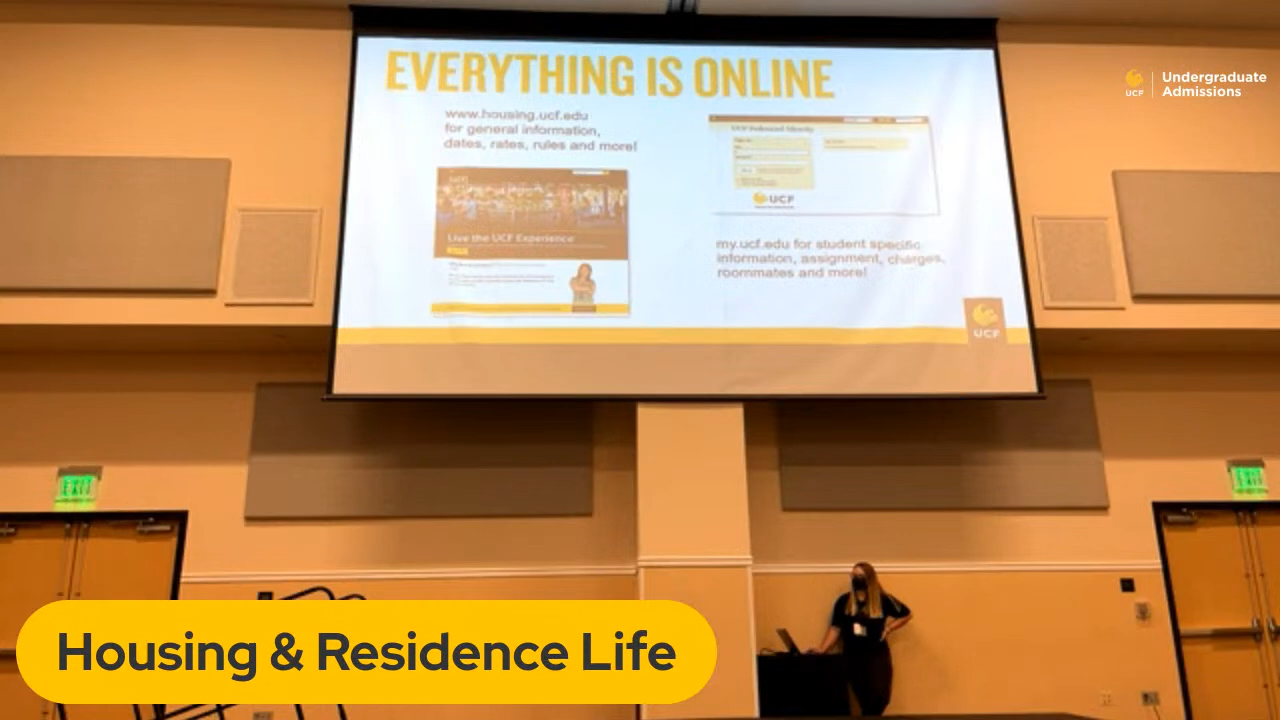 EVERYTHING IS ONLINE
www.housing.ucf.edu
for general information,
dates, rates, rules and more!
Live the UCF Experience
UCF
my.ucf.edu for student specific
information, assignment, charges,
roommates and more!
UCF
UCF
Undergraduate
Admissions
EXIT
EXIT
Housing & Residence Life